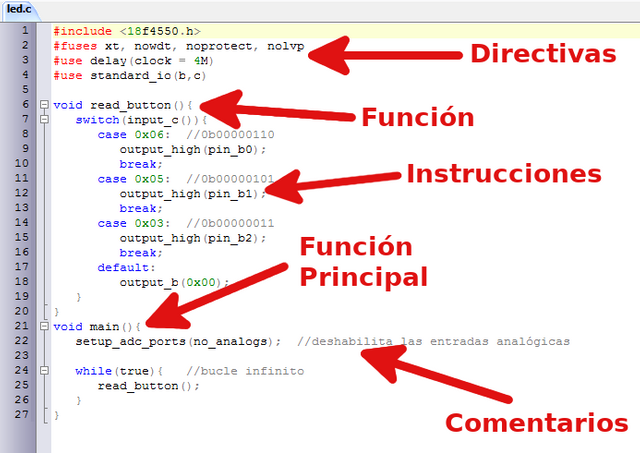 led.c
1 #include <18f4550.h>
2 #fuses xt, nowdt, noprotect, nolvp
3 #use delay(clock = 4M)
4 #use standard_io(b,c)
5
6 void read_button(){
7 switch(input_c()){
8 case 0x06: //0b00000110
9 output_high(pin_b0);
10 break;
11 case 0x05: //0b00000101
12 output_high(pin_b1);
13 break;
14 case 0x03: //0b00000011
15 output_high(pin_b2);
16 break;
17 default:
18 output_b(0x00);
19 }
20 }
21 void main(){
22 setup_adc_ports(no_analogs); //deshabilita las entradas analógicas
23
24 while(true){ //bucle infinito
25 read_button();
26 }
27 }
Directivas
Función
Instrucciones
Función
Principal
Comentarios